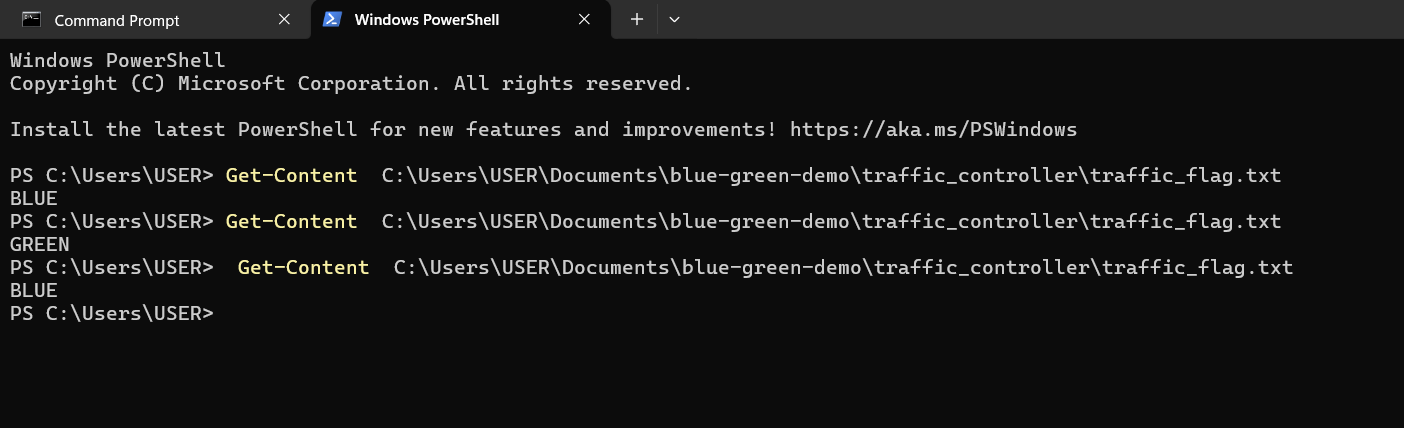 Command Prompt
Windows PowerShell
Windows PowerShell
Copyright (C) Microsoft Corporation. All rights reserved.
Install the latest PowerShell for new features and improvements! https://aka.ms/PSWindows
PS C:\Users\USER> Get-Content  C:\Users\USER\Documents\blue-green-demo\traffic_controller\traffic_flag.txt
BLUE
PS C:\Users\USER> Get-Content  C:\Users\USER\Documents\blue-green-demo\traffic_controller\traffic_flag.txt
GREEN
PS C:\Users\USER>  Get-Content  C:\Users\USER\Documents\blue-green-demo\traffic_controller\traffic_flag.txt
BLUE
PS C:\Users\USER>